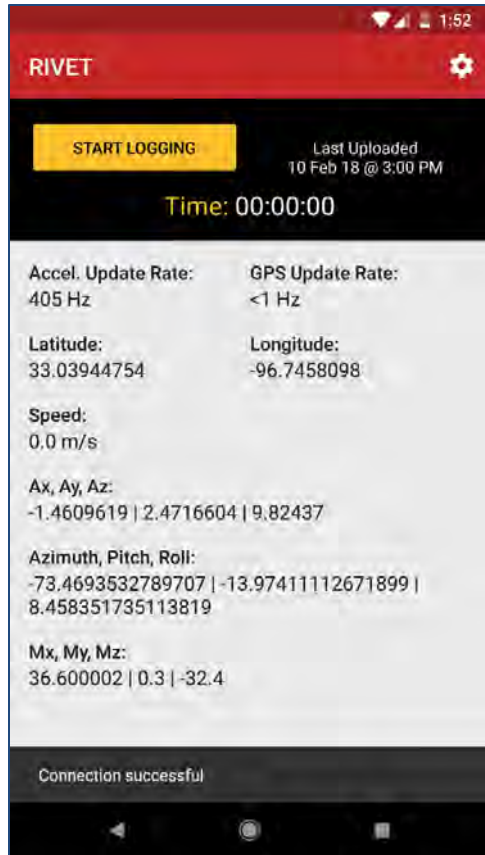 1:52
RIVET
START LOGGING
Last Uploaded
10 Feb 18 @ 3:00 PM
Time: 00:00:00
Accel. Update Rate: GPS Update Rate:
405 Hz <1 Hz
Latitude: Longitude:
33.03944754 -96.7458098
Speed:
0.0 m/s
Ax, Ay, Az:
-1.4609619 | 2.4716604 | 9.82437
Azimuth, Pitch, Roll:
-73.4693532789707 | -13.97411112671899 |
8.458351735113819
Mx, My, Mz:
36.600002 | 0.3 | -32.4
Connection successful